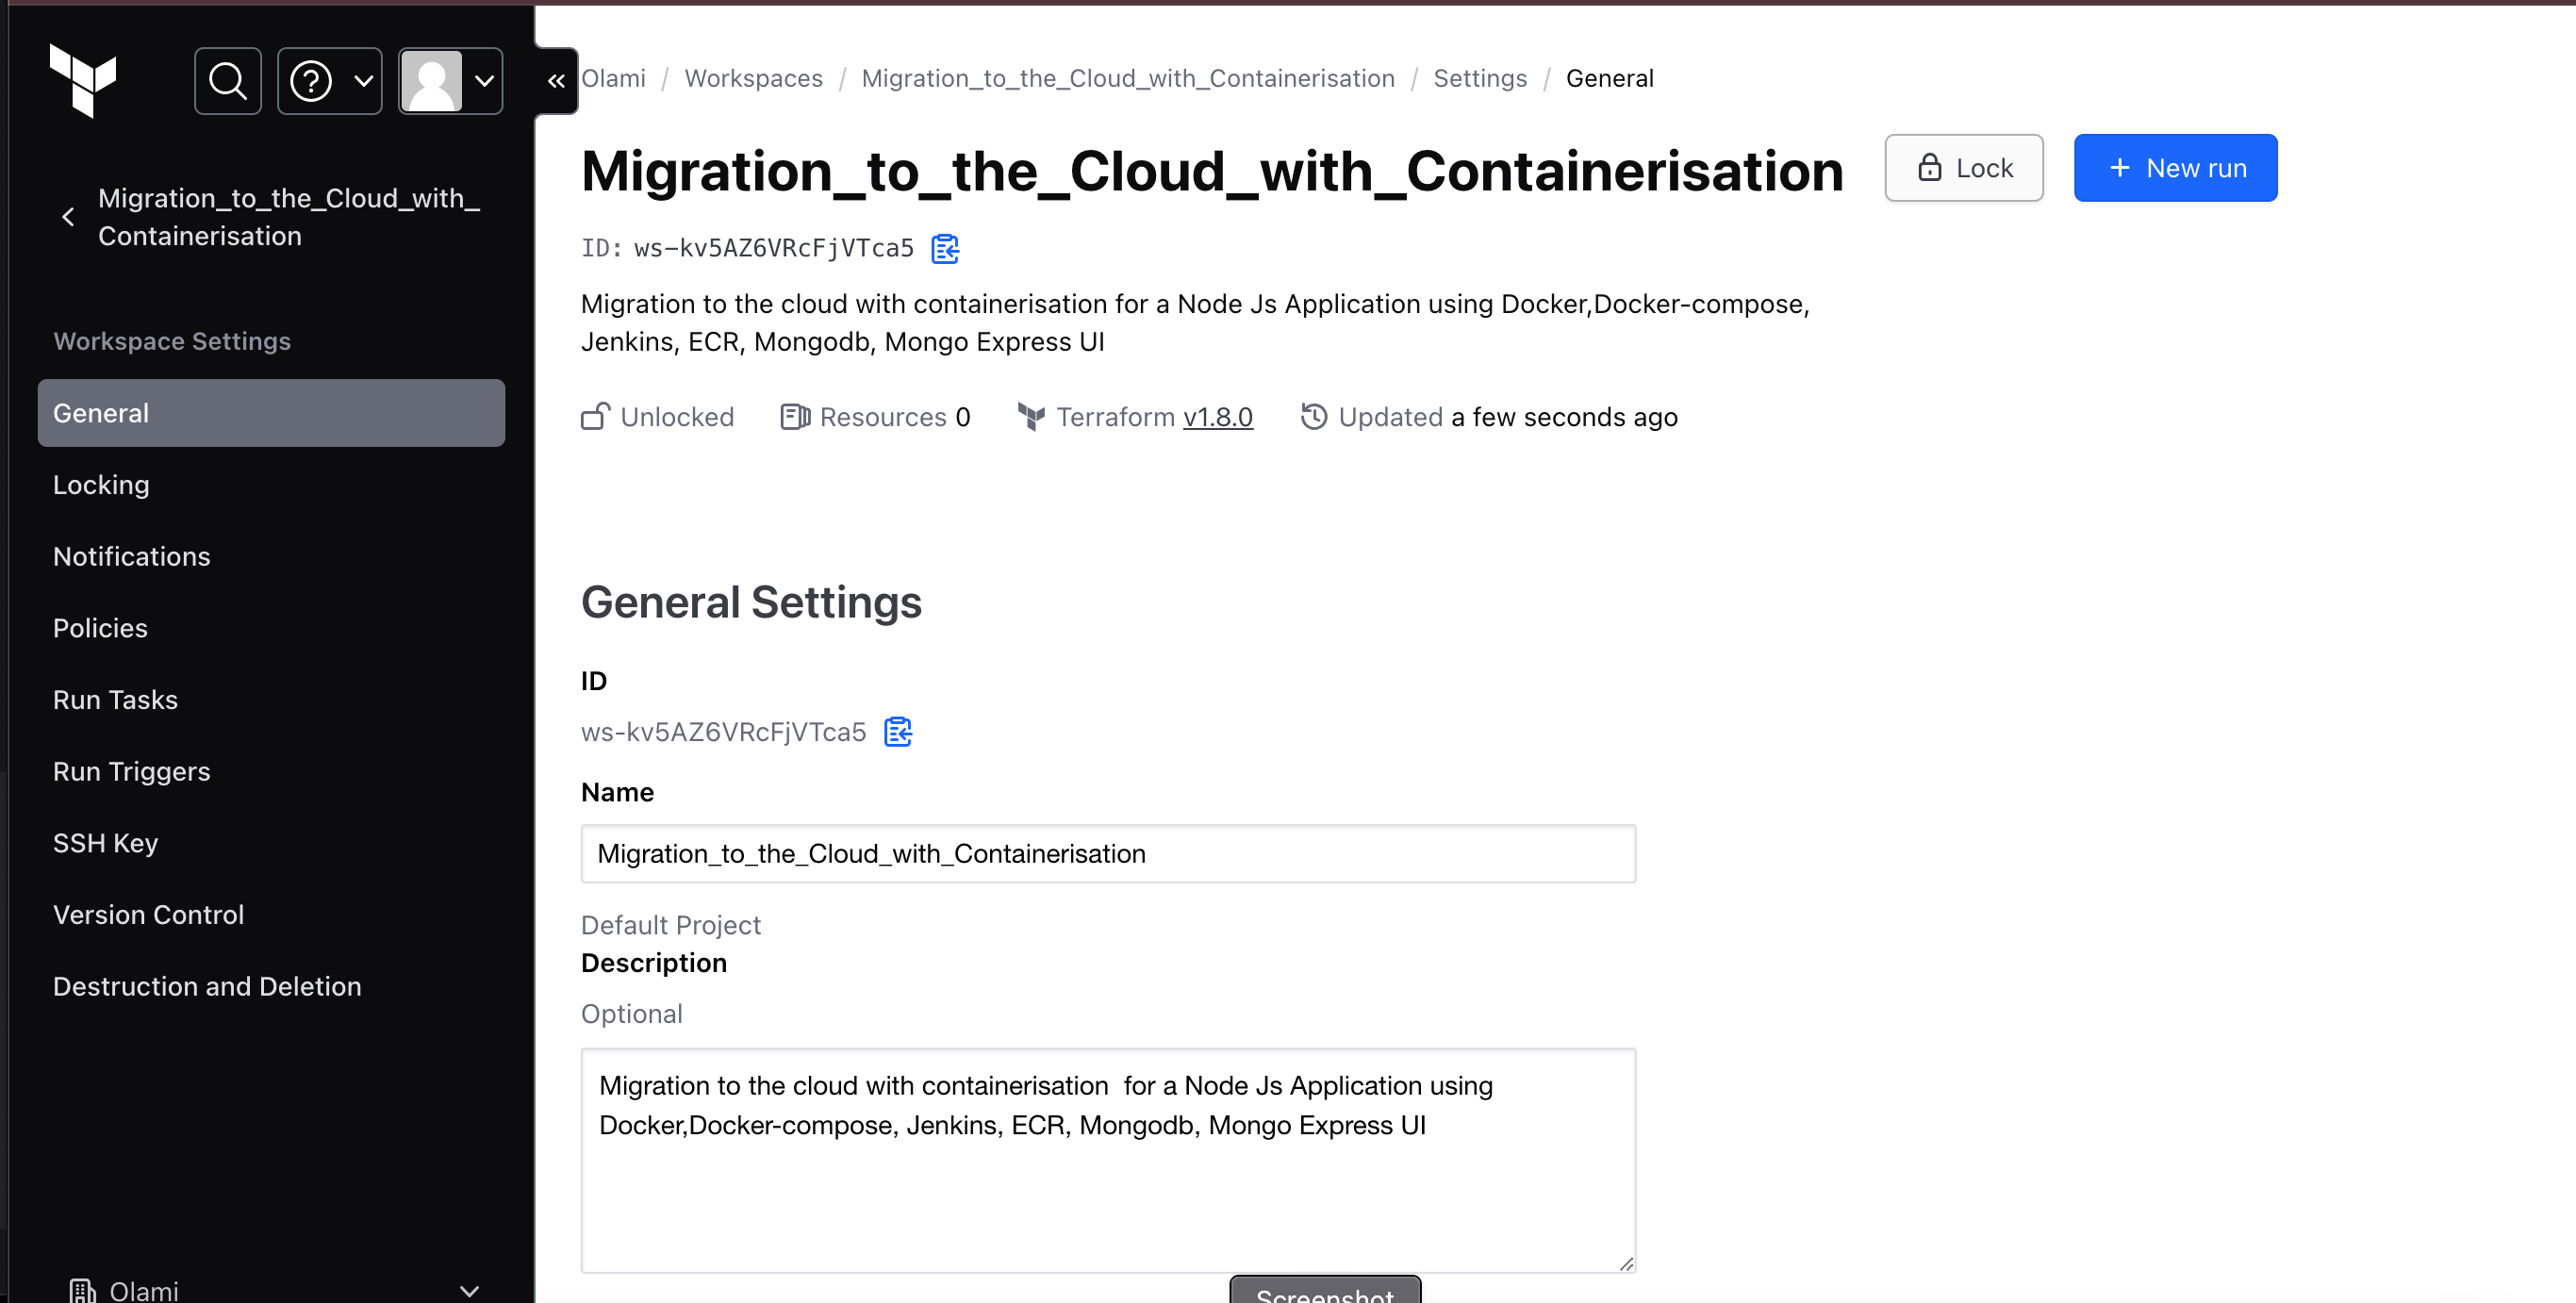 Migration_to_the_Cloud_with_
Containerisation
Workspace Settings
General
Locking
Notifications
Policies
Run Tasks
Run Triggers
SSH Key
Version Control
Destruction and Deletion
Olami
Olami / Workspaces / Migration_to_the_Cloud_with_Containerisation / Settings / General
Migration_to_the_Cloud_with_Containerisation
Lock
+ New run
ID: ws-kv5AZ6VRcFjVTca5
Migration to the cloud with containerisation for a Node Js Application using Docker,Docker-compose,
Jenkins, ECR, Mongodb, Mongo Express UI
Unlocked Resources 0 Terraform v1.8.0 Updated a few seconds ago
General Settings
ID
ws-kv5AZ6VRcFjVTca5
Name
Migration_to_the_Cloud_with_Containerisation
Default Project
Description
Optional
Migration to the cloud with containerisation  for a Node Js Application using
Docker,Docker-compose, Jenkins, ECR, Mongodb, Mongo Express UI
Screenshot